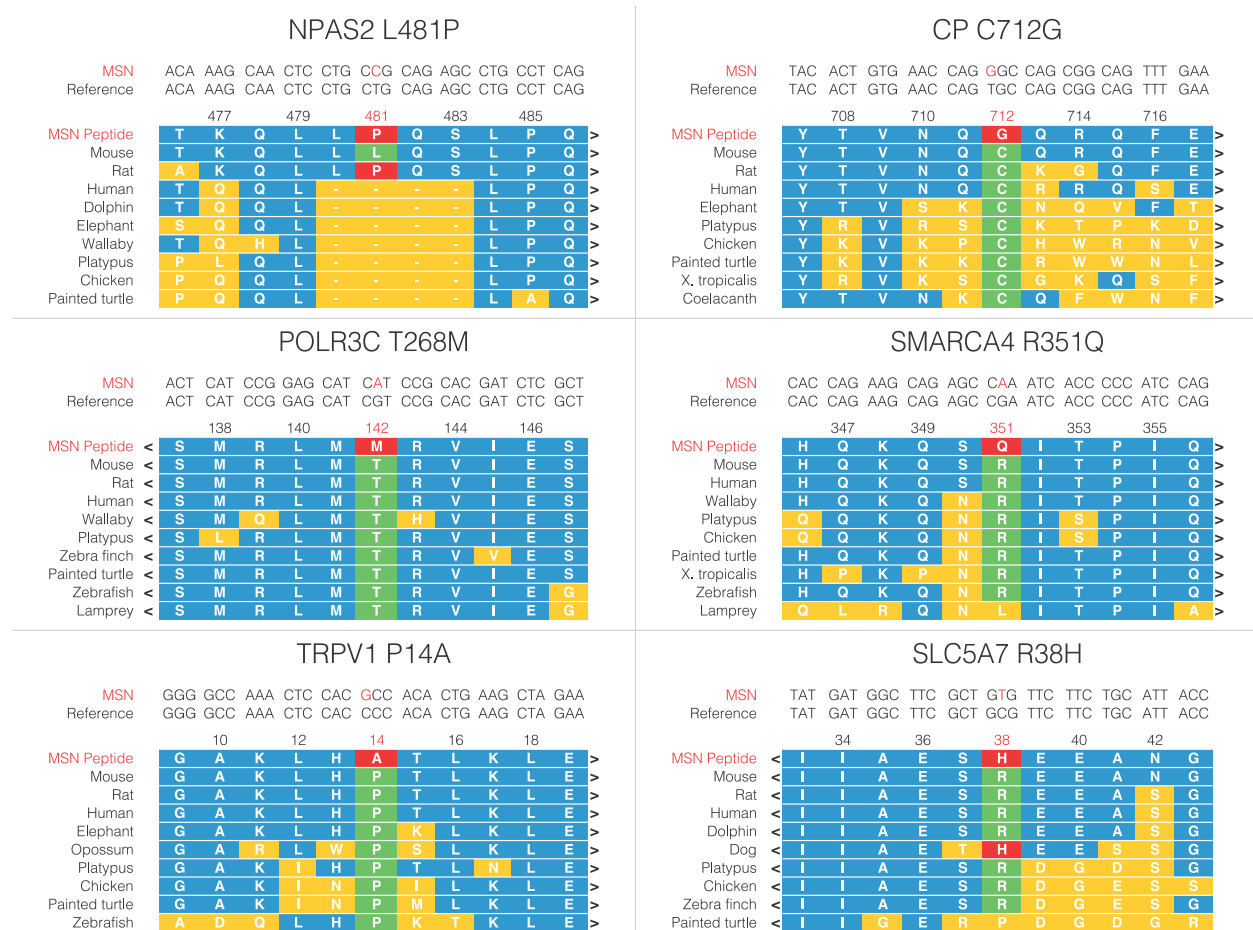 NPAS2 L481P
MSN ACA AAG CAA CTC CTG CCG CAG AGC CTG CCT CAG
Reference ACA AAG CAA CTC CTG CTG CAG AGC CTG CCT CAG
477 479 481 483 485
MSN Peptide T K Q L L P Q S L P Q >
Mouse T K Q L L L Q S L P Q >
Rat A K Q L L P Q S L P Q >
Human T Q Q L - - - - L P Q >
Dolphin T Q Q L - - - - L P Q >
Elephant S Q Q L - - - - L P Q >
Wallaby T Q H L - - - - L P Q >
Platypus P L Q L - - - - L P Q >
Chicken P Q Q L - - - - L P Q >
Painted turtle P Q Q L - - - - L A Q >
CP C712G
MSN TAC ACT GTG AAC CAG GGC CAG CGG CAG TTT GAA
Reference TAC ACT GTG AAC CAG TGC CAG CGG CAG TTT GAA
708 710 712 714 716
MSN Peptide Y T V N Q G Q R Q F E >
Mouse Y T V N Q C Q R Q F E >
Rat Y T V N Q C K G Q F E >
Human Y T V N Q C R R Q S E >
Elephant Y T V S K C N Q V F T >
Platypus Y R V R S C K T P K D >
Chicken Y K V K P C H W R N V >
Painted turtle Y K V K K C R W W N L >
X. tropicalis Y R V K S C G K Q S F >
Coelacanth Y T V N K C Q F W N F >
POLR3C T268M
MSN ACT CAT CCG GAG CAT CAT CCG CAC GAT CTC GCT
Reference ACT CAT CCG GAG CAT CGT CCG CAC GAT CTC GCT
138 140 142 144 146
MSN Peptide < S M R L M M R V I E S
Mouse < S M R L M T R V I E S
Rat < S M R L M T R V I E S
Human < S M R L M T R V I E S
Wallaby < S M Q L M T H V I E S
Platypus < S L R L M T R V I E S
Zebra finch < S M R L M T R V V E S
Painted turtle < S M R L M T R V I E S
Zebrafish < S M R L M T R V I E G
Lamprey < S M R L M T R V I E G
SMARCA4 R351Q
MSN CAC CAG AAG CAG AGC CAA ATC ACC CCC ATC CAG
Reference CAC CAG AAG CAG AGC CGA ATC ACC CCC ATC CAG
347 349 351 353 355
MSN Peptide H Q K Q S Q I T P I Q >
Mouse H Q K Q S R I T P I Q >
Human H Q K Q S R I T P I Q >
Wallaby H Q K Q N R I T P I Q >
Platypus Q Q K Q N R I S P I Q >
Chicken Q Q K Q N R I S P I Q >
Painted turtle H Q K Q N R I T P I Q >
X. tropicalis H P K P N R I T P I Q >
Zebrafish H Q K Q N R I T P I Q >
Lamprey Q L R Q N L I T P I A >
TRPV1 P14A
MSN GGG GCC AAA CTC CAC GCC ACA CTG AAG CTA GAA
Reference GGG GCC AAA CTC CAC CCC ACA CTG AAG CTA GAA
10 12 14 16 18
MSN Peptide G A K L H A T L K L E >
Mouse G A K L H P T L K L E >
Rat G A K L H P T L K L E >
Human G A K L H P T L K L E >
Elephant G A K L H P K L K L E >
Opossum G A R L W P S L K L E >
Platypus G A K I H P T L N L E >
Chicken G A K I N P I L K L E >
Painted turtle G A K I N P M L K L E >
Zebrafish A D Q L H P K T K L E >
SLC5A7 R38H
MSN TAT GAT GGC TTC GCT GTG TTC TTC TGC ATT ACC
Reference TAT GAT GGC TTC GCT GCG TTC TTC TGC ATT ACC
34 36 38 40 42
MSN Peptide < I I A E S H E E A N G
Mouse < I I A E S R E E A N G
Rat < I I A E S R E E A S G
Human < I I A E S R E E A S G
Dolphin < I I A E S R E E A S G
Dog < I I A E T H E E S S G
Platypus < I I A E S R D G D S G
Chicken < I I A E S R D G E S S
Zebra finch < I I A E S R D G E S G
Painted turtle < I I G E R P D G D G R